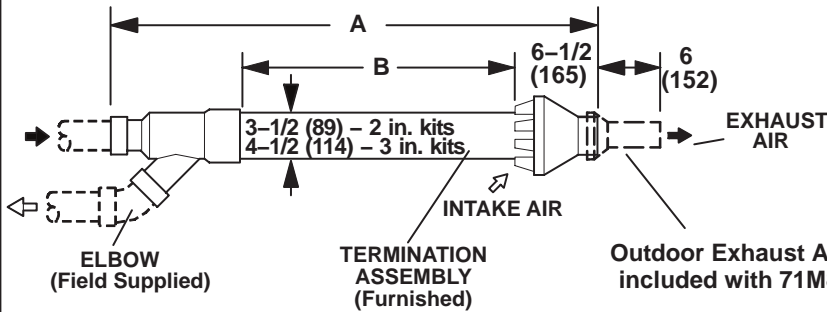 A
B
6–1/2
(165)
6
(152)
3–1/2 (89) – 2 in. kits
4–1/2 (114) – 3 in. kits
EXHAUST
AIR
INTAKE AIR
ELBOW
(Field Supplied)
TERMINATION
ASSEMBLY
(Furnished)
Outdoor Exhaust A
included with 71M